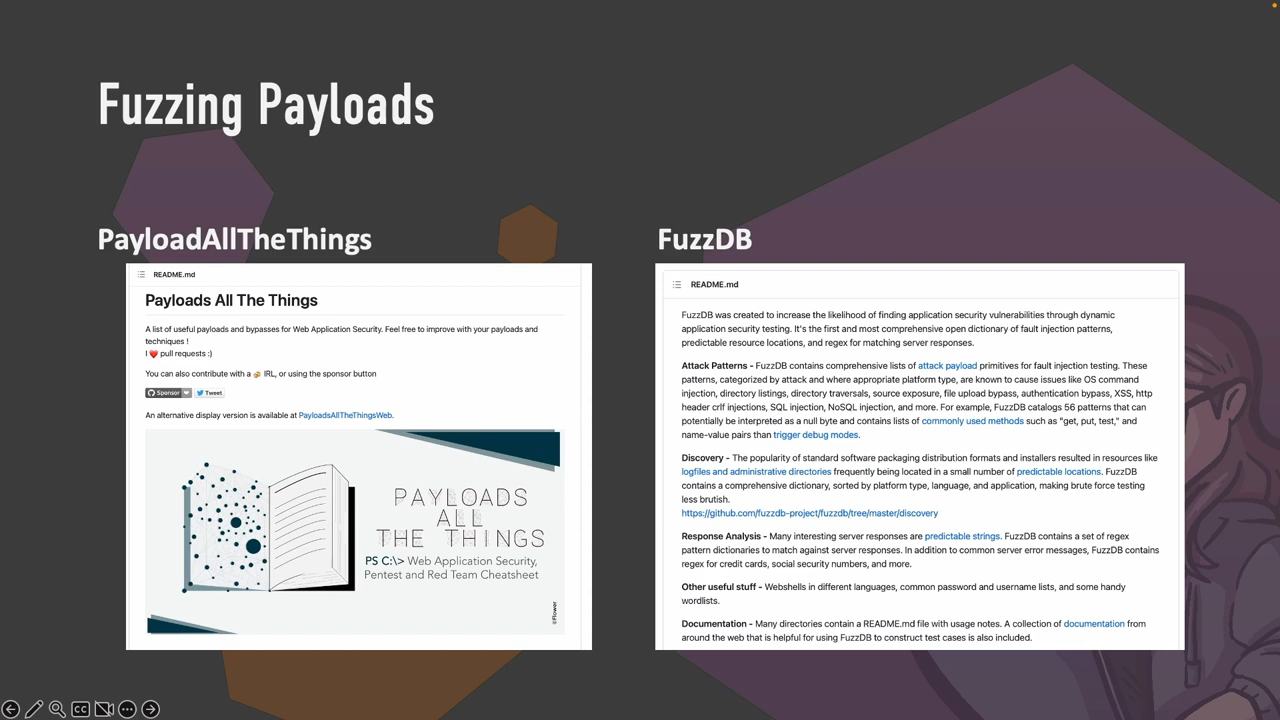 Fuzzing Payloads
PayloadAllTheThings
README.md
Payloads All The Things
A list of useful payloads and bypasses for Web Application Security. Feel free to improve with your payloads and
techniques !
I ❤️ pull requests :)
You can also contribute with a 🍻 IRL, or using the sponsor button
Sponsor
Tweet
An alternative display version is available at PayloadsAllTheThingsWeb.
PAYLOADS
ALL
THE THINGS
PS C:\> Web Application Security,
Pentest and Red Team Cheatsheet
©Flower
FuzzDB
README.md
FuzzDB was created to increase the likelihood of finding application security vulnerabilities through dynamic
application security testing. It's the first and most comprehensive open dictionary of fault injection patterns,
predictable resource locations, and regex for matching server responses.
Attack Patterns - FuzzDB contains comprehensive lists of attack payload primitives for fault injection testing. These
patterns, categorized by attack and where appropriate platform type, are known to cause issues like OS command
injection, directory listings, directory traversals, source exposure, file upload bypass, authentication bypass, XSS, http
header crlf injections, SQL injection, NoSQL injection, and more. For example, FuzzDB catalogs 56 patterns that can
potentially be interpreted as a null byte and contains lists of commonly used methods such as "get, put, test," and
name-value pairs than trigger debug modes.
Discovery - The popularity of standard software packaging distribution formats and installers resulted in resources like
logfiles and administrative directories frequently being located in a small number of predictable locations. FuzzDB
contains a comprehensive dictionary, sorted by platform type, language, and application, making brute force testing
less brutish.
https://github.com/fuzzdb-project/fuzzdb/tree/master/discovery
Response Analysis - Many interesting server responses are predictable strings. FuzzDB contains a set of regex
pattern dictionaries to match against server responses. In addition to common server error messages, FuzzDB contains
regex for credit cards, social security numbers, and more.
Other useful stuff - Webshells in different languages, common password and username lists, and some handy
wordlists.
Documentation - Many directories contain a README.md file with usage notes. A collection of documentation from
around the web that is helpful for using FuzzDB to construct test cases is also included.
CC